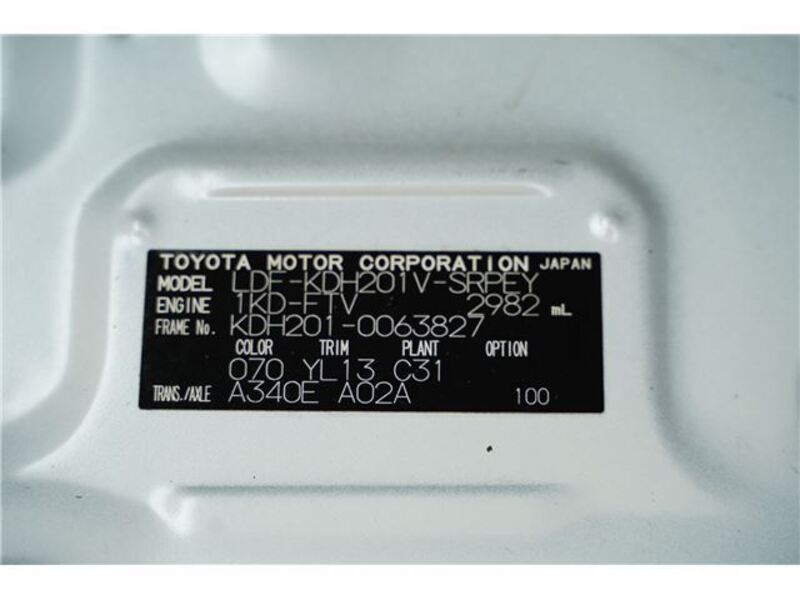 TOYOTA MOTOR CORPORATION JAPAN
MODEL LDF-KDH201V-SRPEY
ENGINE 1KD-FTV 2982 mL
FRAME No. KDH201-0063827
COLOR TRIM PLANT OPTION
070 YL13 C31
TRANS./AXLE A340E A02A 100